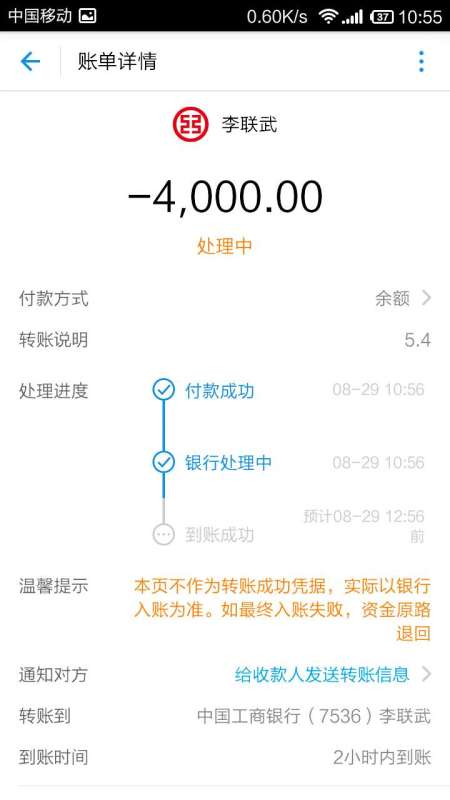 中国移动 0.60K/s 37 10:55
账单详情
李联武
-4,000.00
处理中
付款方式 余额
转账说明 5.4
处理进度 付款成功 08-29 10:56
银行处理中 08-29 10:56
到账成功 预计08-29 12:56
前
温馨提示 本页不作为转账成功凭据，实际以银行
入账为准。如最终入账失败，资金原路
退回
通知对方 给收款人发送转账信息
转账到 中国工商银行（7536）李联武
到账时间 2小时内到账